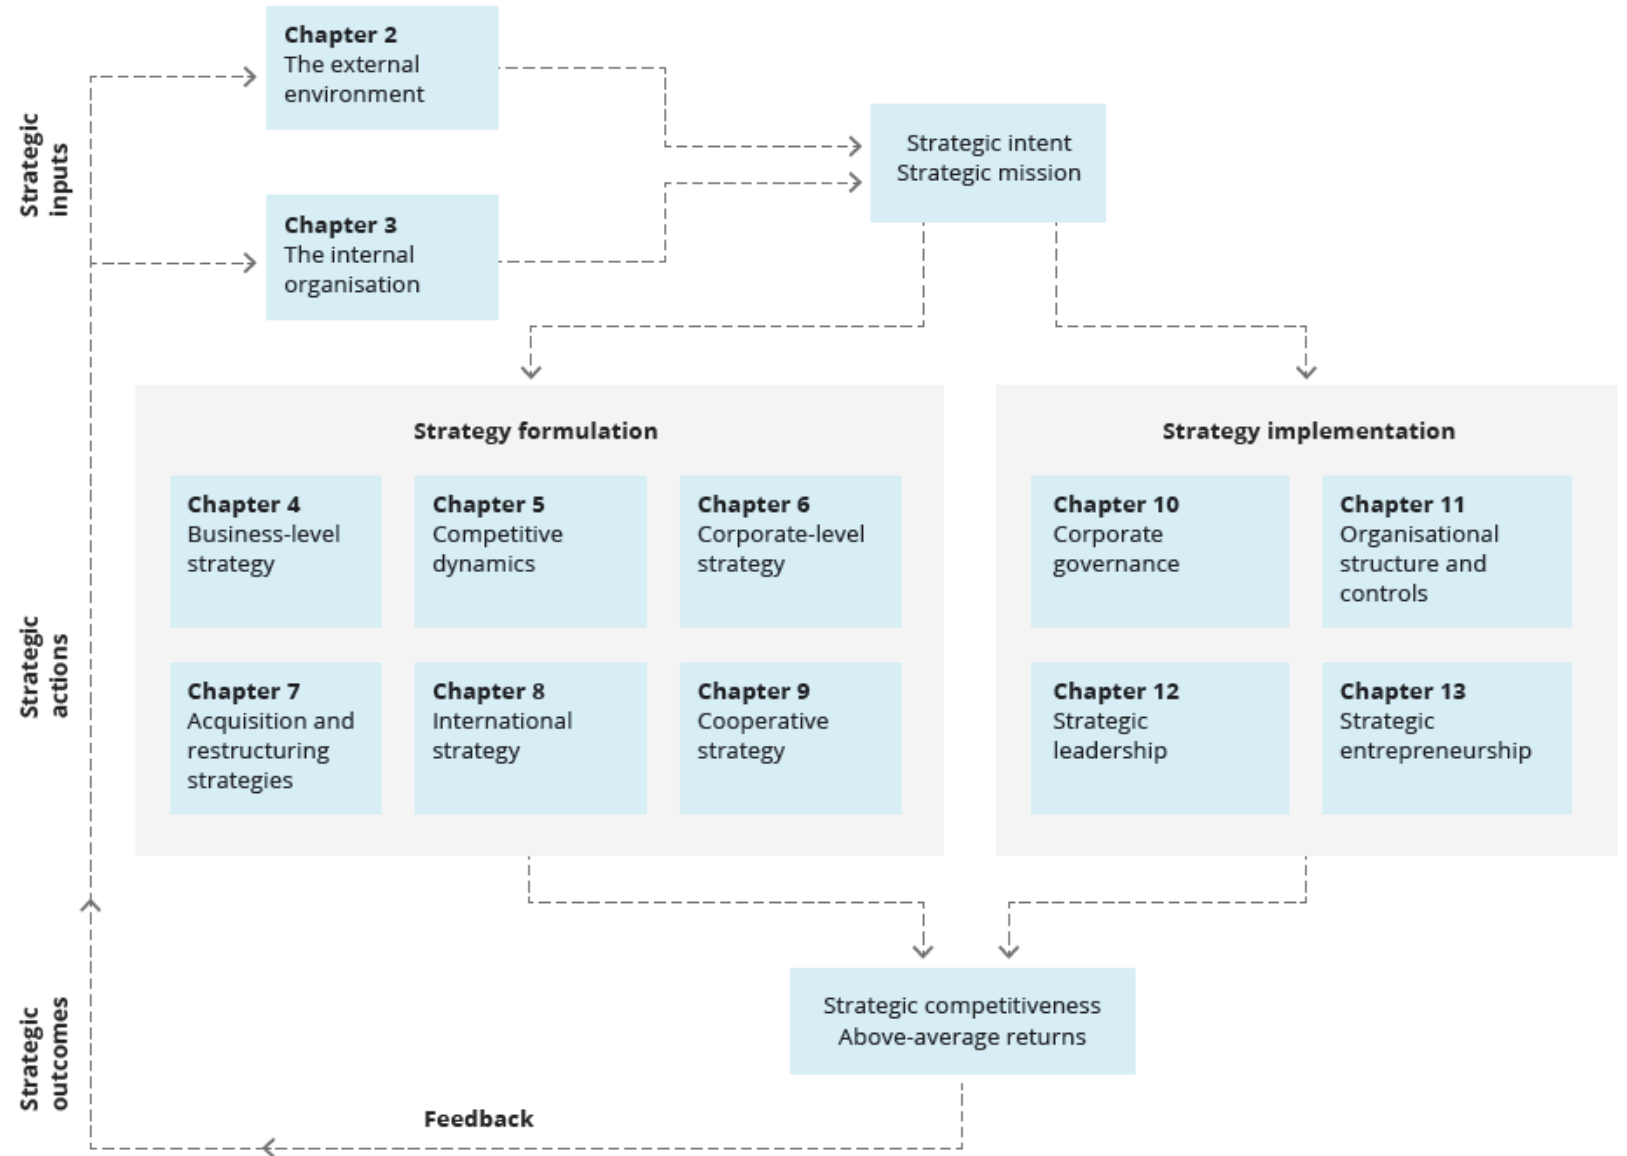 Strategic
inputs
Chapter 2
The external
environment
Chapter 3
The internal
organisation
Strategic intent
Strategic mission
Strategic
actions
Strategy formulation
Chapter 4
Business-level
strategy
Chapter 5
Competitive
dynamics
Chapter 6
Corporate-level
strategy
Chapter 7
Acquisition and
restructuring
strategies
Chapter 8
International
strategy
Chapter 9
Cooperative
strategy
Strategy implementation
Chapter 10
Corporate
governance
Chapter 11
Organisational
structure and
controls
Chapter 12
Strategic
leadership
Chapter 13
Strategic
entrepreneurship
Strategic
outcomes
Strategic competitiveness
Above-average returns
Feedback